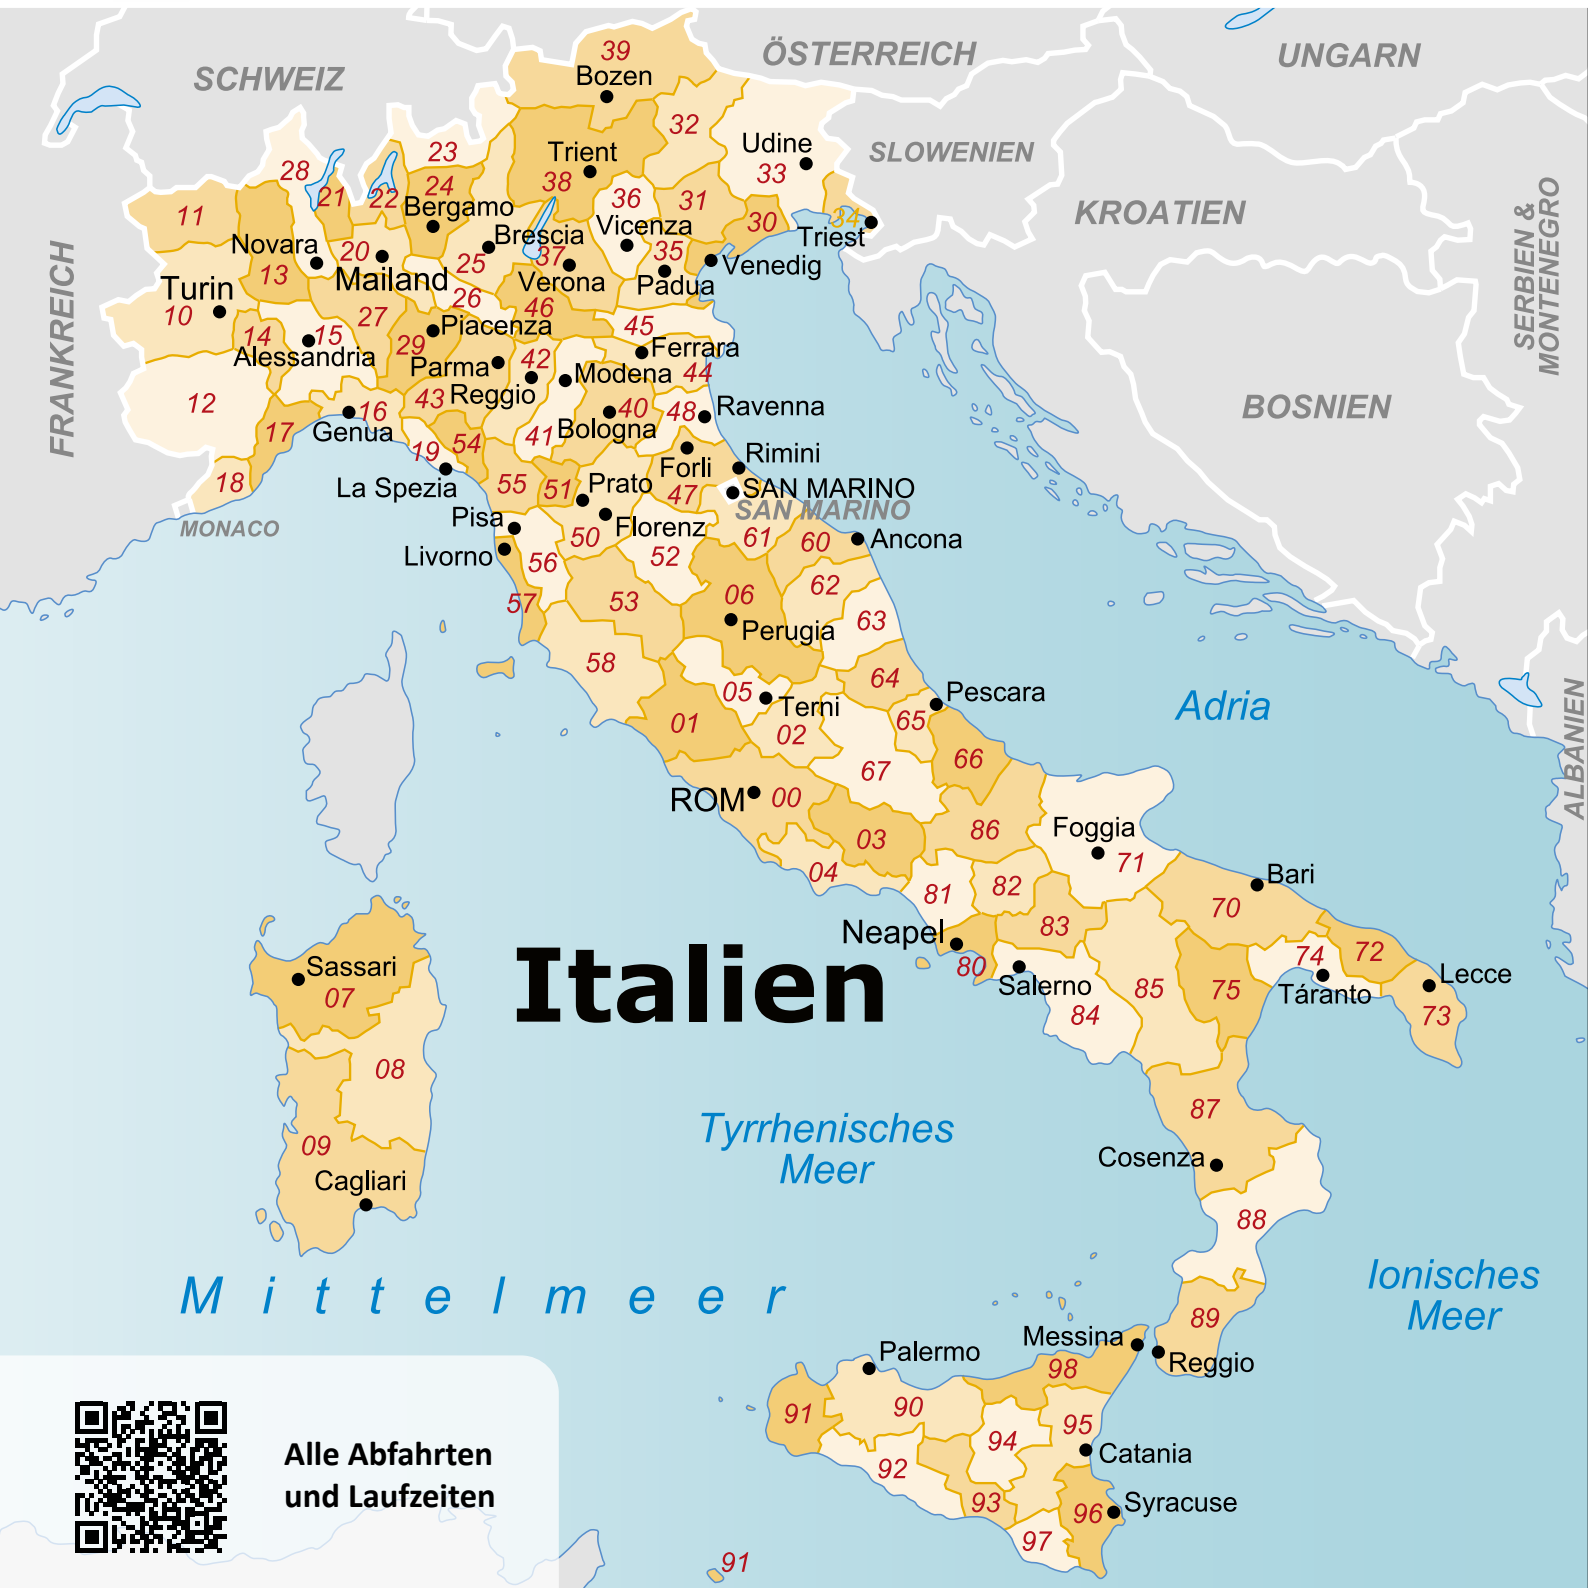 39
Bozen
ÖSTERREICH
UNGARN
SCHWEIZ
32
Udine
33
23
Trient
38
SLOWENIEN
28
21
22
24
Bergamo
36
Vicenza
31
30
34
Triest
KROATIEN
SERBIEN &
MONTENEGRO
11
Novara
13
20
Mailand
Brescia
25
37
Verona
35
Padua
Venedig
FRANKREICH
Turin
10
26
46
27
14
15
Alessandria
29
Piacenza
45
Ferrara
44
Parma
42
Reggio
Modena
12
43
BOSNIEN
17
16
Genua
41
40
Bologna
48
Ravenna
19
54
Forli
47
Rimini
18
La Spezia
55
51
Prato
SAN MARINO
SAN MARINO
MONACO
Pisa
50
Florenz
61
60
Ancona
Livorno
56
52
57
53
06
Perugia
62
63
58
05
Terni
64
Pescara
Adria
ALBANIEN
01
02
65
67
66
ROM
00
03
86
Foggia
71
04
81
82
Bari
70
Neapel
80
83
74
72
Lecce
Sassari
07
Italien
Salerno
84
85
75
Táranto
73
08
87
09
Cagliari
Tyrrhenisches
Meer
Cosenza
88
Mittelmeer
Ionisches
Meer
89
Messina
Reggio
Palermo
98
91
90
95
94
Catania
92
93
96
Syracuse
97
91
Alle Abfahrten
und Laufzeiten